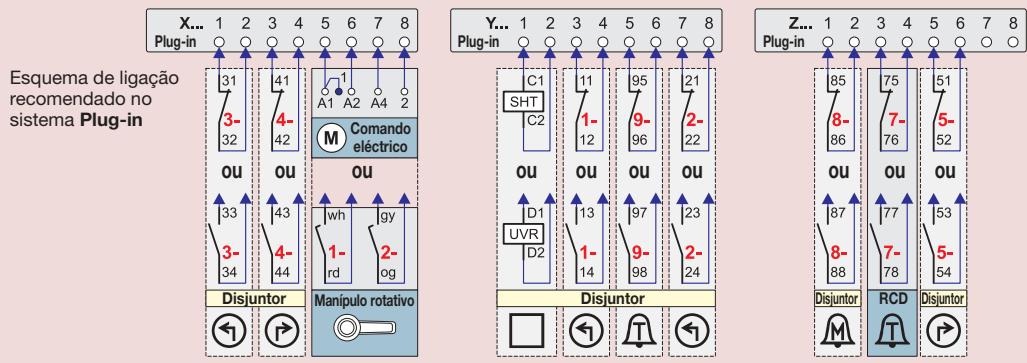 X... 1 2 3 4 5 6 7 8
Plug-in
Y... 1 2 3 4 5 6 7 8
Plug-in
Z... 1 2 3 4 5 6 7 8
Plug-in
Esquema de ligação
recomendado no
sistema Plug-in
31 41 1
A1 A2 A4 2
3- 4-
32 42
M Comando
eléctrico
ou ou ou
33 43 wh gy
3- 4- 1- 2-
34 44 rd og
Disjuntor
Manípulo rotativo
C1 11 95 21
SHT
1- 9- 2-
C2 12 96 22
ou ou ou ou
D1 13 97 23
UVR
1- 9- 2-
D2 14 98 24
Disjuntor
T
85 75 51
8- 7- 5-
86 76 52
ou ou ou
87 77 53
8- 7- 5-
88 78 54
Disjuntor RCD Disjuntor
M T